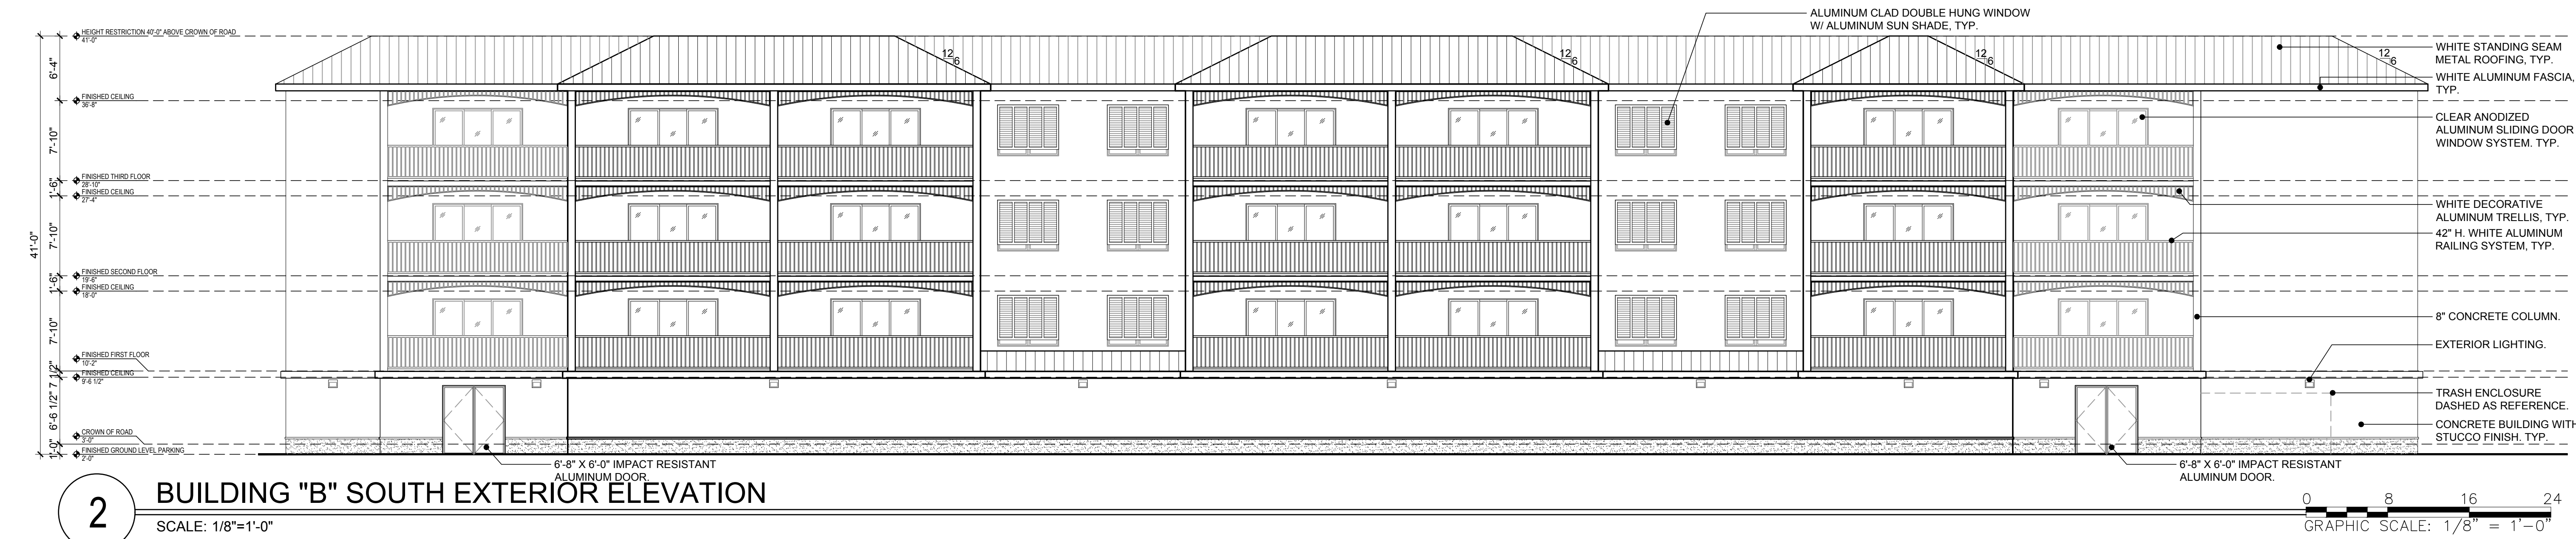 ALUMINUM CLAD DOUBLE HUNG WINDOW
W/ ALUMINUM SUN SHADE, TYP.
HEIGHT RESTRICTION 40'-0" ABOVE CROWN OF ROAD
41'-0"
6'-4"
FINISHED CEILING
36'-8"
7'-10"
FINISHED THIRD FLOOR
28'-10"
1'-6"
FINISHED CEILING
27'-4"
7'-10"
41'-0"
FINISHED SECOND FLOOR
19'-6"
1'-6"
FINISHED CEILING
18'-0"
7'-10"
FINISHED FIRST FLOOR
10'-2"
7 1/2"
FINISHED CEILING
9'-6 1/2"
6'-6 1/2"
CROWN OF ROAD
3'-0"
1'-0"
FINISHED GROUND LEVEL PARKING
2'-0"
12
6
12
6
12
6
12
6
WHITE STANDING SEAM
METAL ROOFING, TYP.
WHITE ALUMINUM FASCIA,
TYP.
CLEAR ANODIZED
ALUMINUM SLIDING DOOR
WINDOW SYSTEM. TYP.
WHITE DECORATIVE
ALUMINUM TRELLIS, TYP.
42" H. WHITE ALUMINUM
RAILING SYSTEM, TYP.
8" CONCRETE COLUMN.
EXTERIOR LIGHTING.
TRASH ENCLOSURE
DASHED AS REFERENCE.
CONCRETE BUILDING WITH
STUCCO FINISH. TYP.
6'-8" X 6'-0" IMPACT RESISTANT
ALUMINUM DOOR.
6'-8" X 6'-0" IMPACT RESISTANT
ALUMINUM DOOR.
2
BUILDING "B" SOUTH EXTERIOR ELEVATION
SCALE: 1/8"=1'-0"
0 8 16 24
GRAPHIC SCALE: 1/8" = 1'-0"